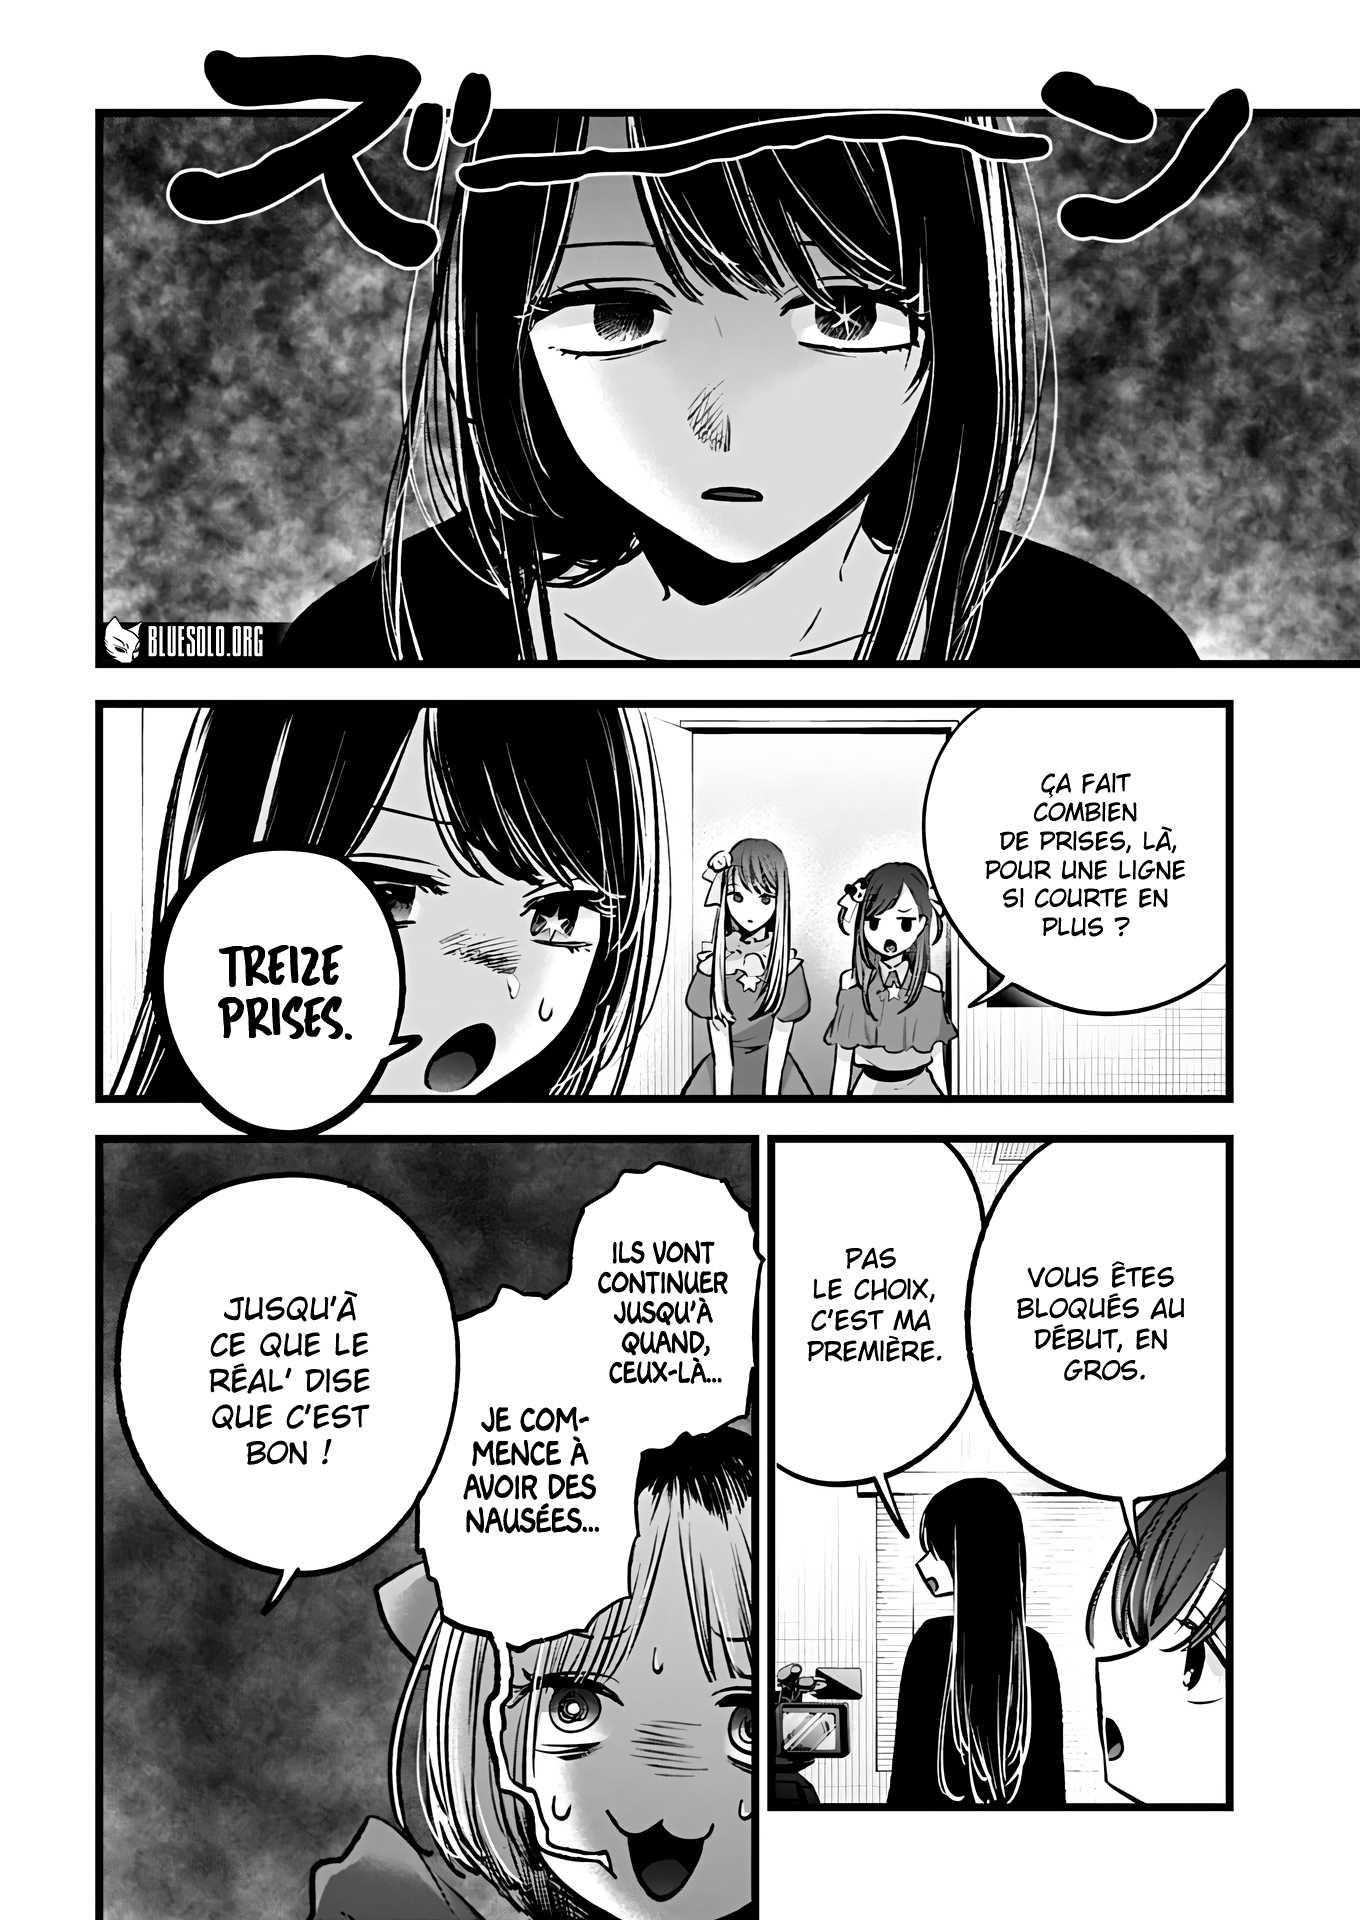 ズーン
BLUESOLO.ORG
ÇA FAIT
COMBIEN
DE PRISES, LÀ,
POUR UNE LIGNE
SI COURTE EN
PLUS ?
TREIZE
PRISES.
VOUS ÊTES
BLOQUÉS AU
DÉBUT, EN
GROS.
PAS
LE CHOIX,
C'EST MA
PREMIÈRE.
ILS VONT
CONTINUER
JUSQU'À
QUAND,
CEUX-LÀ...
JE COM-
MENCE À
AVOIR DES
NAUSÉES...
JUSQU'À
CE QUE LE
RÉAL' DISE
QUE C'EST
BON !